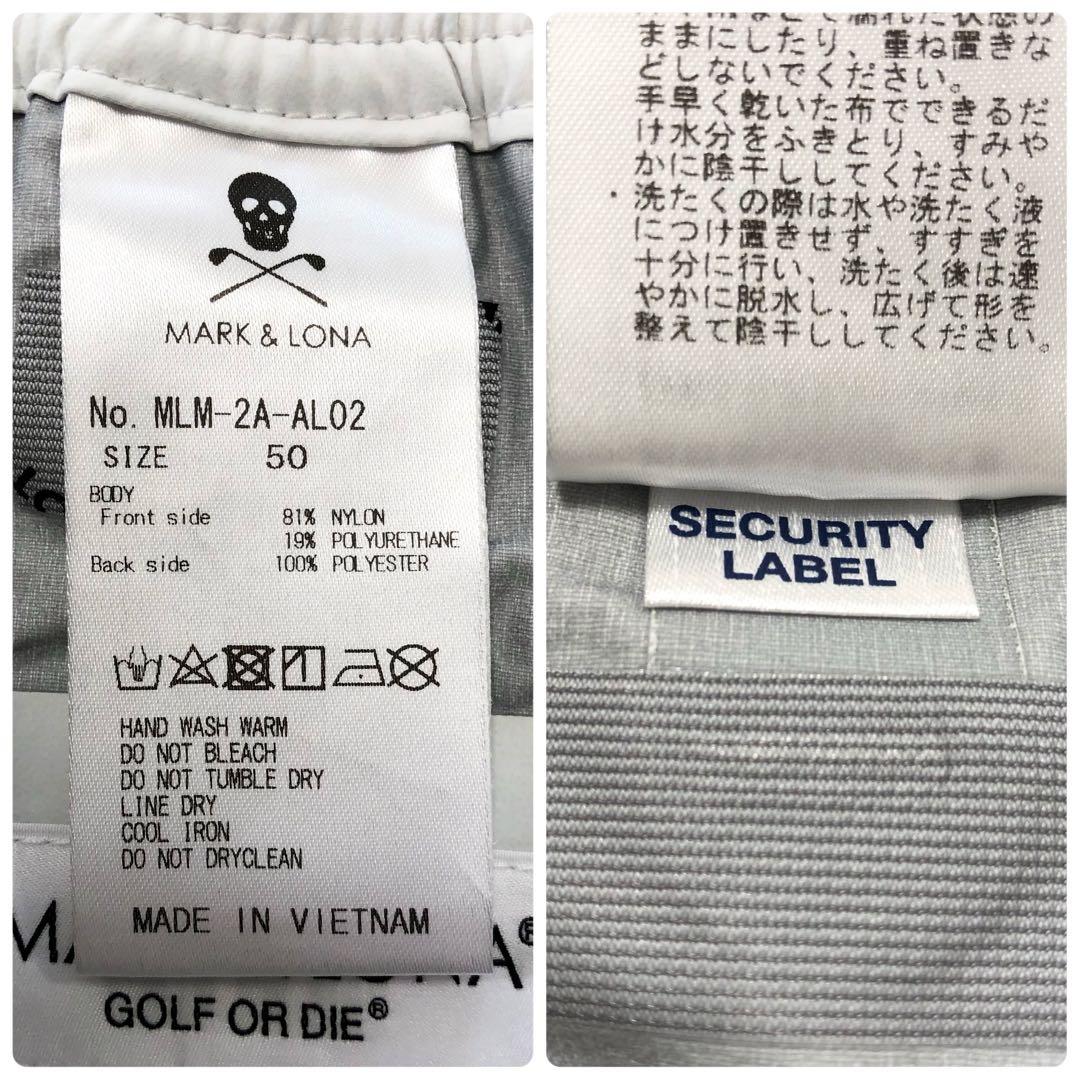 MARK & LONA
No. MLM-2A-AL02
SIZE 50
BODY
Front side 81% NYLON
19% POLYURETHANE
Back side 100% POLYESTER
HAND WASH WARM
DO NOT BLEACH
DO NOT TUMBLE DRY
LINE DRY
COOL IRON
DO NOT DRYCLEAN
MADE IN VIETNAM
GOLF OR DIE®
ままにしたり、重ね置きな
どしないでください。
手早く乾いた布でできるだ
け水分をふきとり、すみや
かに陰干ししてください。
・洗たくの際は水や洗たく液
につけ置きせず、すすぎを
十分に行い、洗たく後は速
やかに脱水し、広げて形を
整えて陰干ししてください。
SECURITY
LABEL